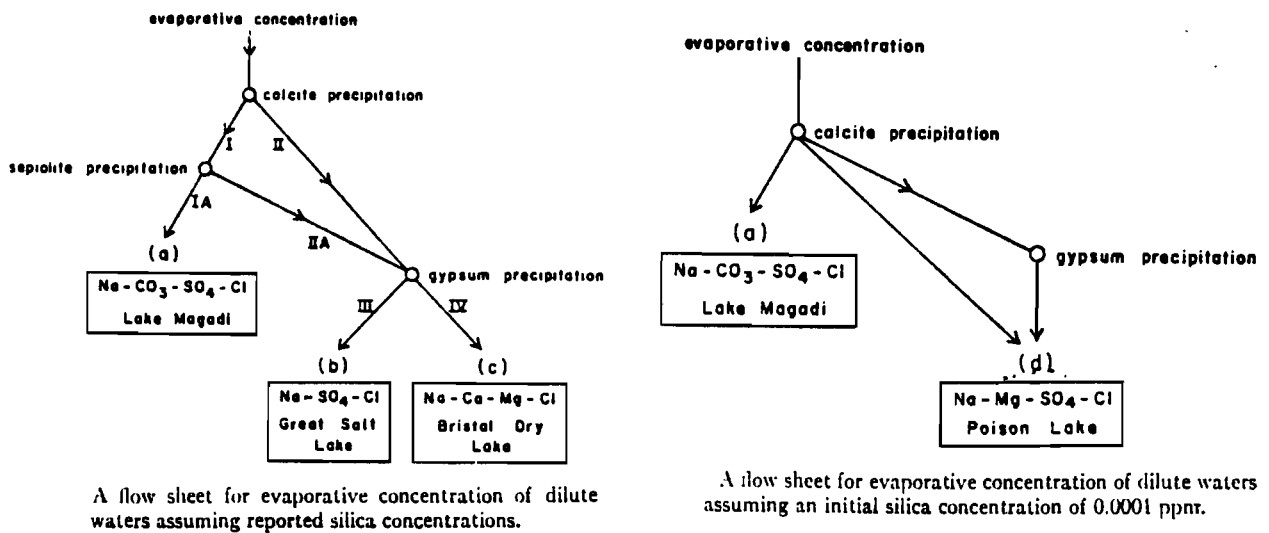 evaporative concentration
calcite precipitation
I
II
sepiolite precipitation
IA
IIA
(a)
Na-CO3-SO4-Cl
Lake Magadi
gypsum precipitation
III
IV
(b)
(c)
Na-SO4-Cl
Great Salt
Lake
Na-Ca-Mg-Cl
Bristol Dry
Lake
A flow sheet for evaporative concentration of dilute
waters assuming reported silica concentrations.
evaporative concentration
calcite precipitation
(a)
Na-CO3-SO4-Cl
Lake Magadi
gypsum precipitation
(d)
Na-Mg-SO4-Cl
Poison Lake
A flow sheet for evaporative concentration of dilute waters
assuming an initial silica concentration of 0.0001 ppm.